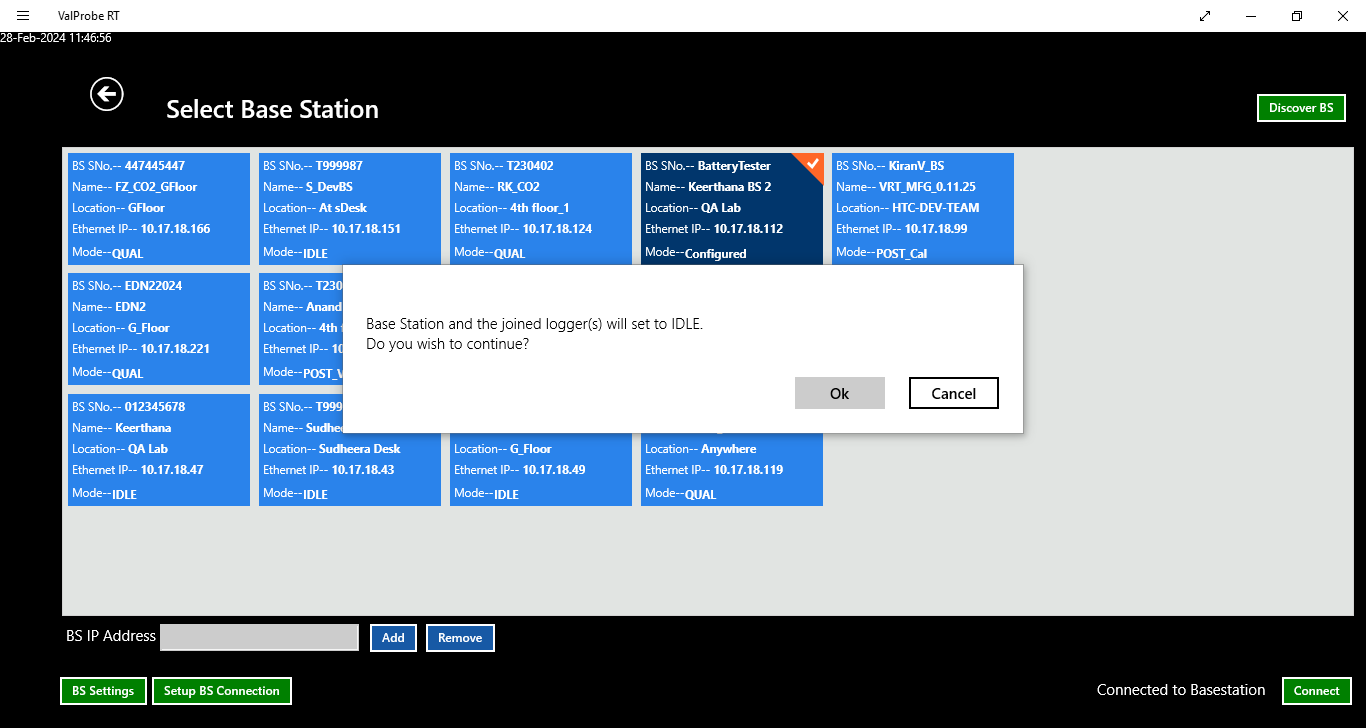 ValProbe RT
28-Feb-2024 11:46:56
Select Base Station
Discover BS
BS SNo.-- 447445447
Name-- FZ_CO2_GFloor
Location-- GFloor
Ethernet IP-- 10.17.18.166
Mode--QUAL
BS SNo.-- T999987
Name-- S_DevBS
Location-- At sDesk
Ethernet IP-- 10.17.18.151
Mode--IDLE
BS SNo.-- T230402
Name-- RK_CO2
Location-- 4th floor_1
Ethernet IP-- 10.17.18.124
Mode--QUAL
BS SNo.-- BatteryTester
Name-- Keerthana BS 2
Location-- QA Lab
Ethernet IP-- 10.17.18.112
Mode--Configured
BS SNo.-- KiranV_BS
Name-- VRT_MFG_0.11.25
Location-- HTC-DEV-TEAM
Ethernet IP-- 10.17.18.99
Mode--POST_Cal
BS SNo.-- EDN22024
Name-- EDN2
Location-- G_Floor
Ethernet IP-- 10.17.18.221
Mode--QUAL
BS SNo.-- T230
Name-- Anand
Location-- 4th
Ethernet IP-- 10
Mode--POST_V
Base Station and the joined logger(s) will set to IDLE.
Do you wish to continue?
Ok
Cancel
BS SNo.-- 012345678
Name-- Keerthana
Location-- QA Lab
Ethernet IP-- 10.17.18.47
Mode--IDLE
BS SNo.-- T999
Name-- Sudhee
Location-- Sudheera Desk
Ethernet IP-- 10.17.18.43
Mode--IDLE
Location-- G_Floor
Ethernet IP-- 10.17.18.49
Mode--IDLE
Location-- Anywhere
Ethernet IP-- 10.17.18.119
Mode--QUAL
BS IP Address
Add
Remove
BS Settings
Setup BS Connection
Connected to Basestation
Connect